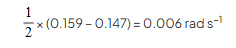 1/2 × (0.159 – 0.147) = 0.006 rad s⁻¹